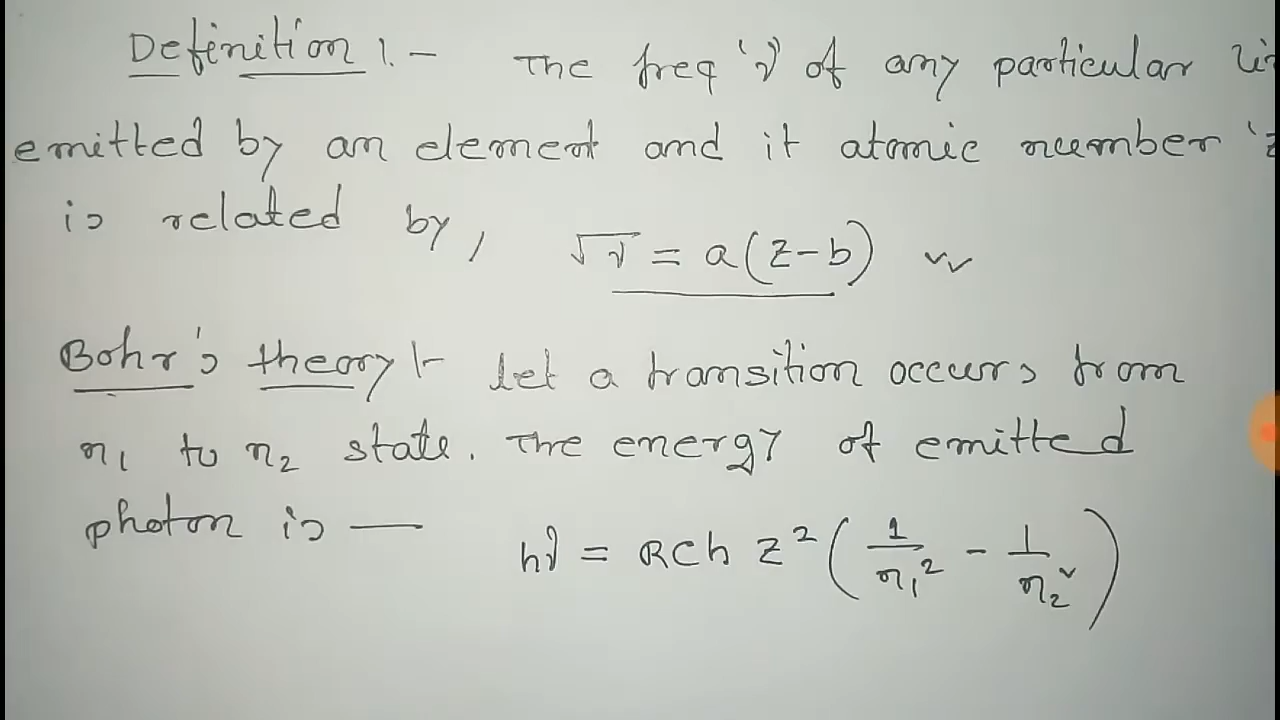 Definition :- The freq 'ν' of any particular
emitted by an element and it atomic number 'z
is related by, √ν = a(z-b)
Bohr's theory :- Let a transition occurs from
n₁ to n₂ state. The energy of emitted
photon is — hν = RCh z² (1/n₁² - 1/n₂²)